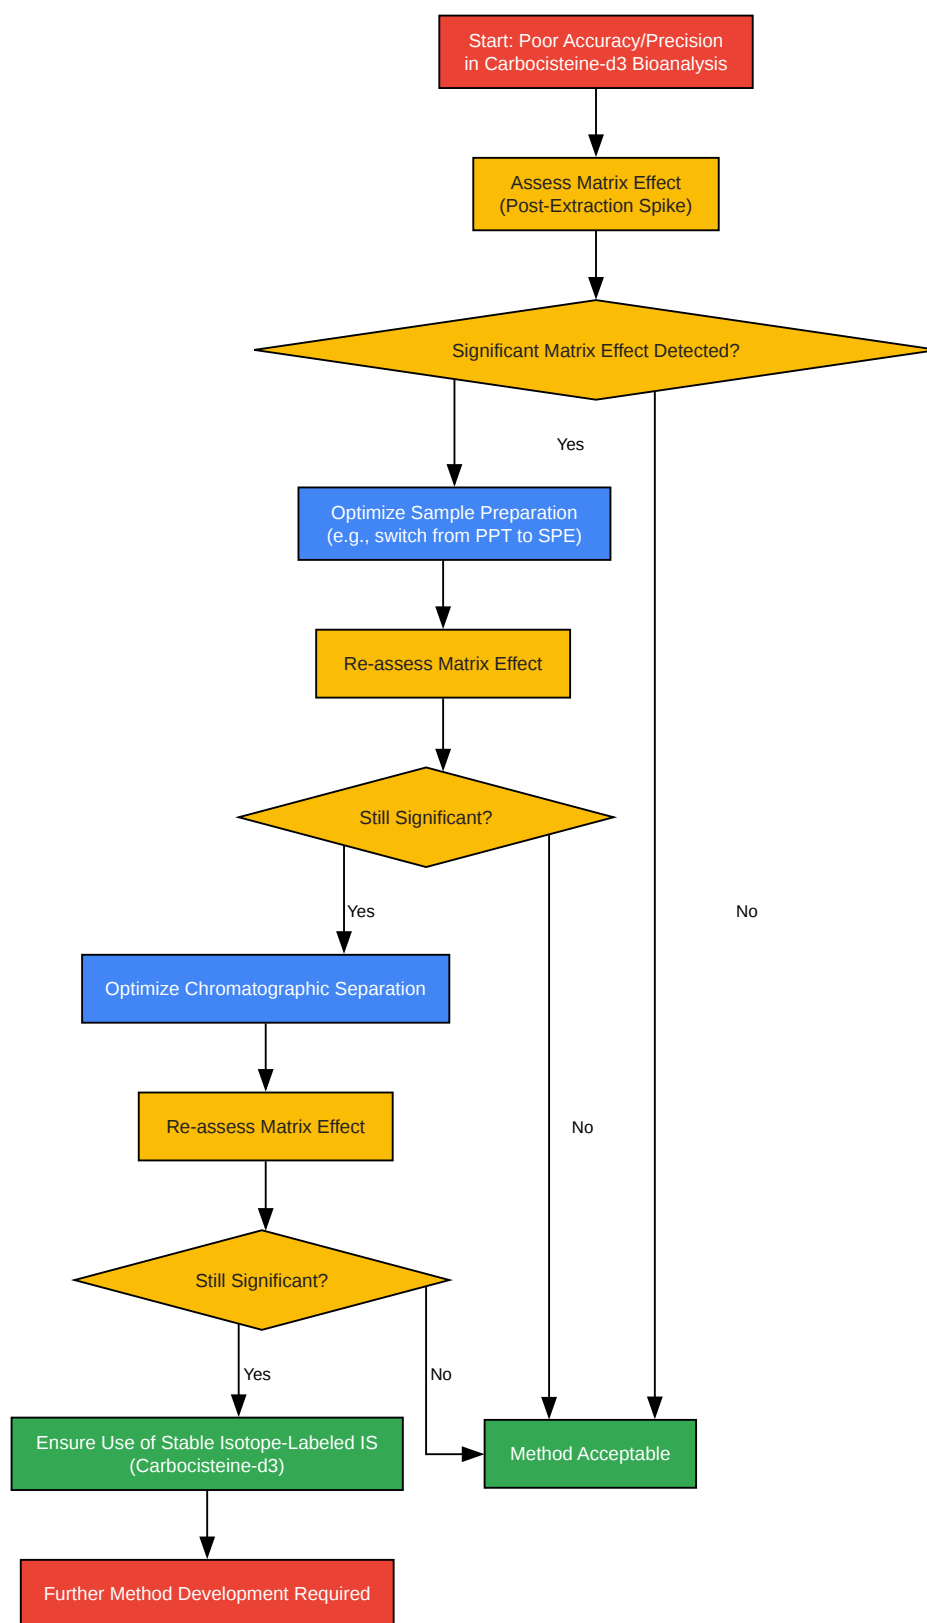 Start: Poor Accuracy/Precision
in Carbocisteine-d3 Bioanalysis
Assess Matrix Effect
(Post-Extraction Spike)
Significant Matrix Effect Detected?
Yes
Optimize Sample Preparation
(e.g., switch from PPT to SPE)
Re-assess Matrix Effect
Still Significant?
Yes
No
Optimize Chromatographic Separation
Re-assess Matrix Effect
No
Still Significant?
Yes
No
Ensure Use of Stable Isotope-Labeled IS
(Carbocisteine-d3)
Method Acceptable
Further Method Development Required